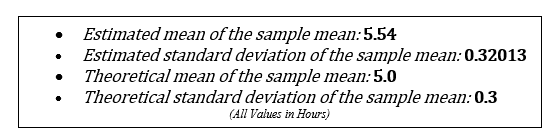 • Estimated mean of the sample mean: 5.54
• Estimated standard deviation of the sample mean: 0.32013
• Theoretical mean of the sample mean: 5.0
• Theoretical standard deviation of the sample mean: 0.3
(All Values in Hours)